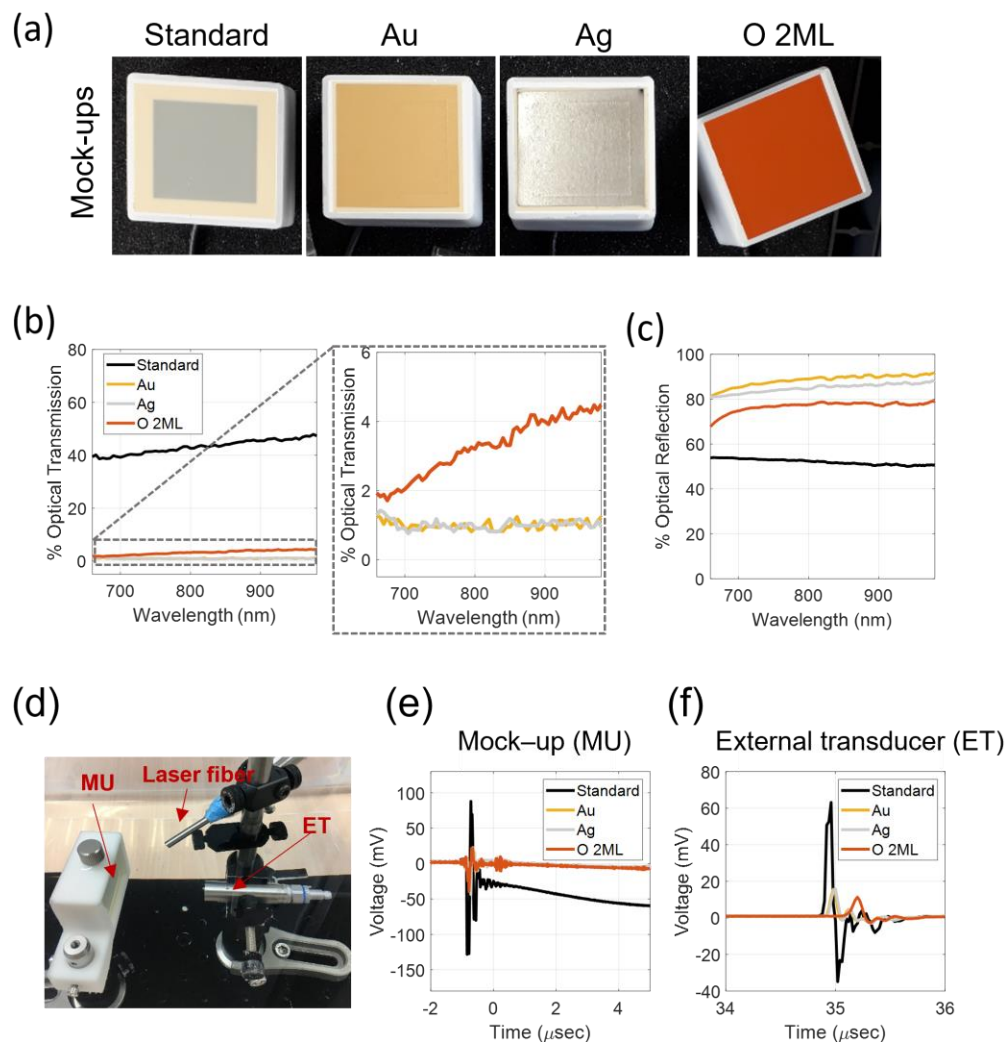 (a)
Standard
Au
Ag
O 2ML
Mock-ups
(b)
% Optical Transmission
80
60
40
20
0
700
800
900
Wavelength (nm)
Standard
Au
Ag
O 2ML
% Optical Transmission
6
4
2
0
700
800
900
Wavelength (nm)
(c)
% Optical Reflection
100
80
60
40
20
0
700
800
900
Wavelength (nm)
(d)
MU
Laser fiber
ET
(e)
Mock–up (MU)
Voltage (mV)
100
50
0
-50
-100
-150
-2
0
2
4
Time (μsec)
Standard
Au
Ag
O 2ML
(f)
External transducer (ET)
Voltage (mV)
80
60
40
20
0
-20
-40
34
35
36
Time (μsec)
Standard
Au
Ag
O 2ML